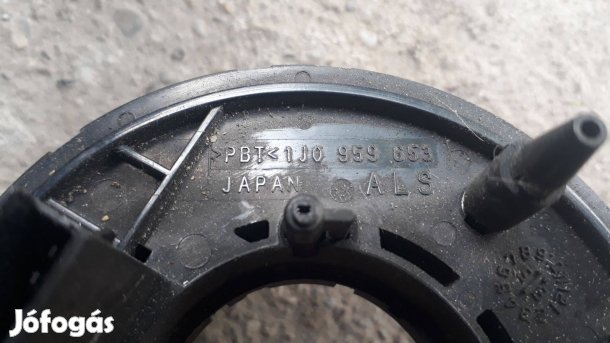 >PBT< 1J0 959 653
JAPAN ALS
Jófogás